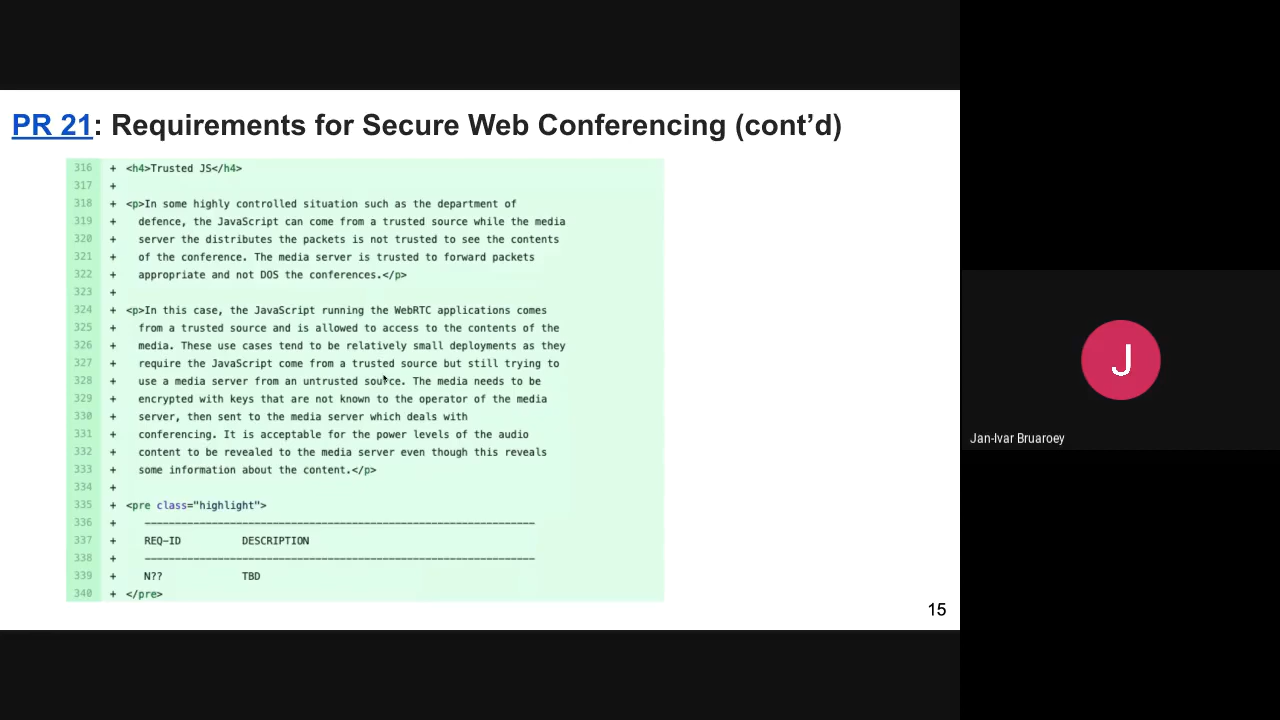 PR 21: Requirements for Secure Web Conferencing (cont’d)
316 + <h4>Trusted JS</h4>
317 +
318 + <p>In some highly controlled situation such as the department of
319 + defence, the JavaScript can come from a trusted source while the media
320 + server the distributes the packets is not trusted to see the contents
321 + of the conference. The media server is trusted to forward packets
322 + appropriate and not DOS the conferences.</p>
323 +
324 + <p>In this case, the JavaScript running the WebRTC applications comes
325 + from a trusted source and is allowed to access to the contents of the
326 + media. These use cases tend to be relatively small deployments as they
327 + require the JavaScript come from a trusted source but still trying to
328 + use a media server from an untrusted source. The media needs to be
329 + encrypted with keys that are not known to the operator of the media
330 + server, then sent to the media server which deals with
331 + conferencing. It is acceptable for the power levels of the audio
332 + content to be revealed to the media server even though this reveals
333 + some information about the content.</p>
334 +
335 + <pre class="highlight">
336 + ----------------------------------------------------------------
337 + REQ-ID DESCRIPTION
338 + ----------------------------------------------------------------
339 + N?? TBD
340 + </pre>
15
J
Jan-Ivar Bruaroey